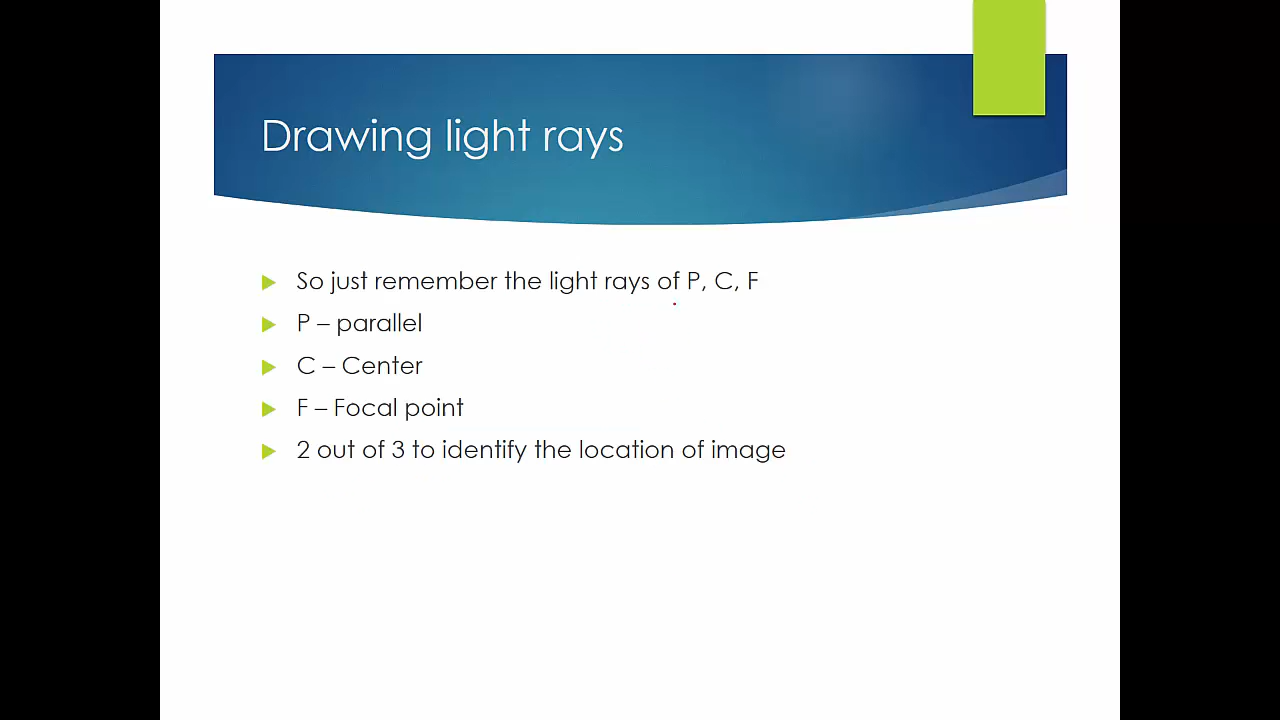 Drawing light rays
So just remember the light rays of P, C, F
P – parallel
C – Center
F – Focal point
2 out of 3 to identify the location of image